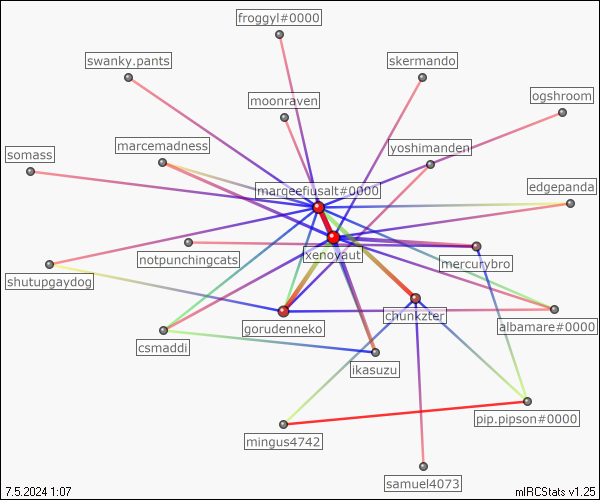 froggyl#0000
swanky.pants
skermando
moonraven
ogshroom
marcemadness
yoshimanden
somass
marqeefiusalt#0000
edgepanda
xenoyaut
notpunchingcats
mercurybro
shutupgaydog
gorudenneko
chunkzter
albamare#0000
csmaddi
ikasuzu
pip.pipson#0000
mingus4742
samuel4073
7.5.2024 1:07
mIRCStats v1.25